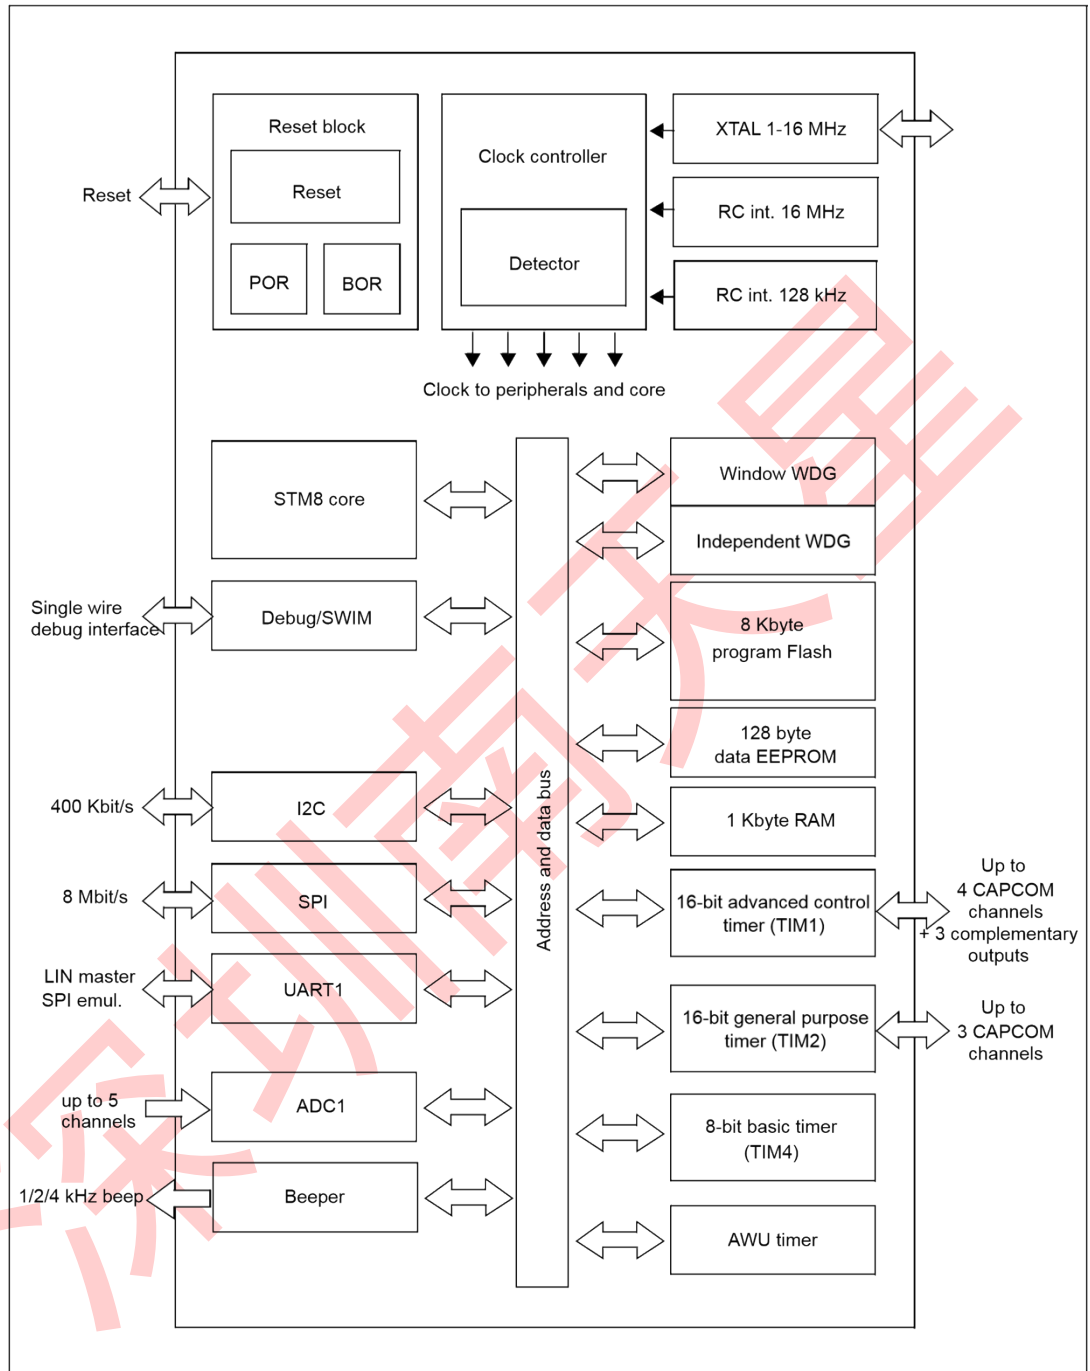 Reset block
Reset
POR
BOR
Reset
Clock controller
Detector
XTAL 1-16 MHz
RC int. 16 MHz
RC int. 128 kHz
Clock to peripherals and core
STM8 core
Single wire
debug interface
Debug/SWIM
400 Kbit/s
I2C
8 Mbit/s
SPI
LIN master
SPI emul.
UART1
up to 5
channels
ADC1
1/2/4 kHz beep
Beeper
Address and data bus
Window WDG
Independent WDG
8 Kbyte
program Flash
128 byte
data EEPROM
1 Kbyte RAM
16-bit advanced control
timer (TIM1)
Up to
4 CAPCOM
channels
+ 3 complementary
outputs
16-bit general purpose
timer (TIM2)
Up to
3 CAPCOM
channels
8-bit basic timer
(TIM4)
AWU timer
深圳南天星